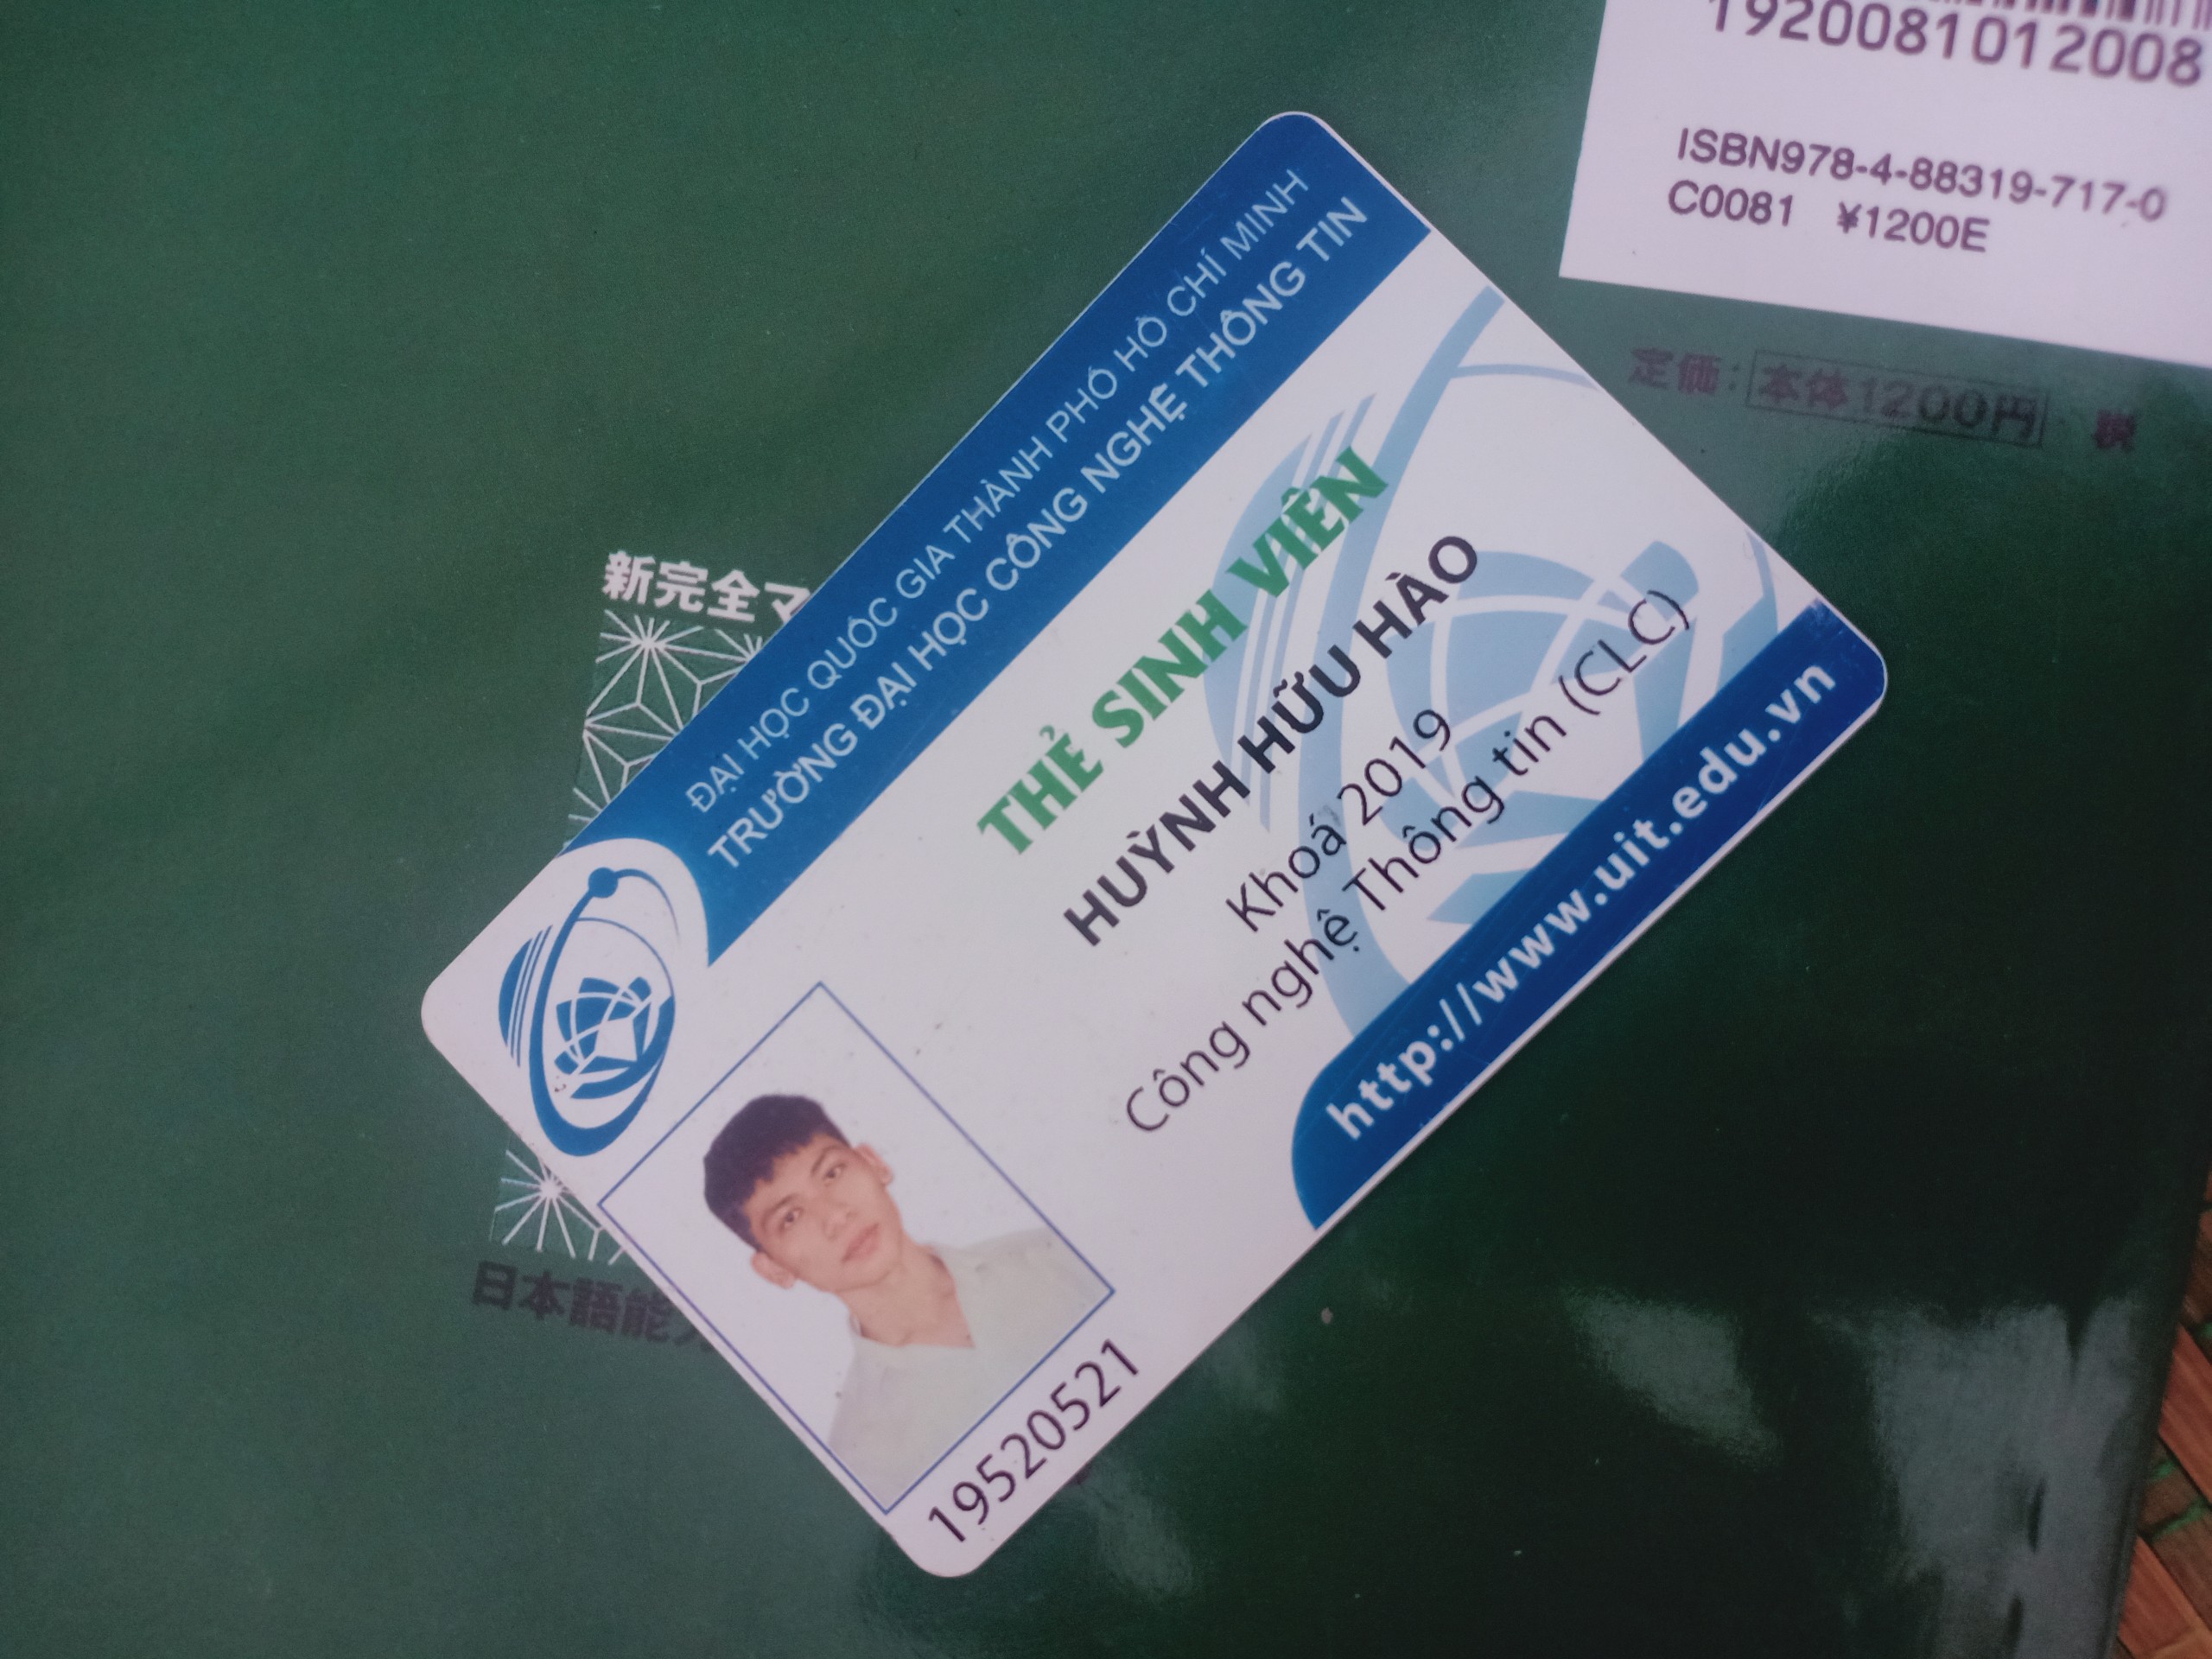 1920081012008
ISBN978-4-88319-717-0
C0081 ¥1200E
定価: 本体1200円 税
新完全マ
日本語能
ĐẠI HỌC QUỐC GIA THÀNH PHỐ HỒ CHÍ MINH
TRƯỜNG ĐẠI HỌC CÔNG NGHỆ THÔNG TIN
THẺ SINH VIÊN
HUỲNH HỮU HÀO
Khoá 2019
Công nghệ Thông tin (CLC)
http://www.uit.edu.vn
19520521